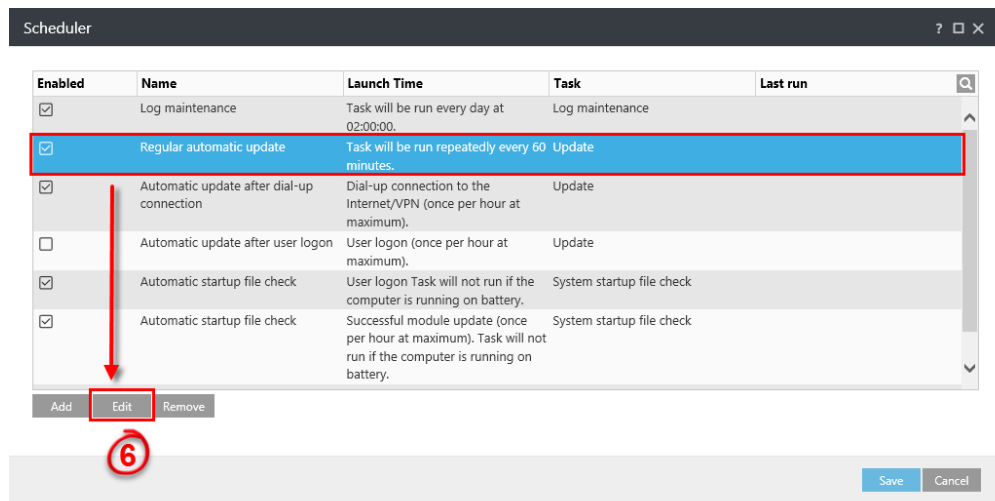 Scheduler
?
Enabled Name Launch Time Task Last run
Log maintenance Task will be run every day at Log maintenance
02:00:00.
Regular automatic update Task will be run repeatedly every 60 Update
minutes.
Automatic update after dial-up Dial-up connection to the Update
connection Internet/VPN (once per hour at
maximum).
Automatic update after user logon User logon (once per hour at Update
maximum).
Automatic startup file check User logon Task will not run if the System startup file check
computer is running on battery.
Automatic startup file check Successful module update (once System startup file check
per hour at maximum). Task will not
run if the computer is running on
battery.
Add Edit Remove
6
Save Cancel